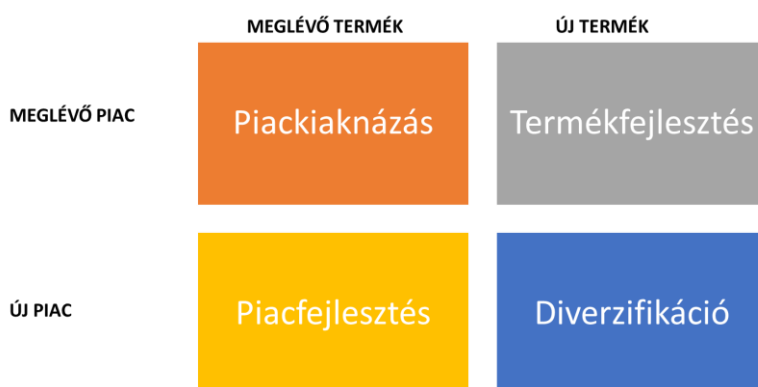 MEGLÉVŐ TERMÉK ÚJ TERMÉK
MEGLÉVŐ PIAC Piackiaknázás Termékfejlesztés
ÚJ PIAC Piacfejlesztés Diverzifikáció